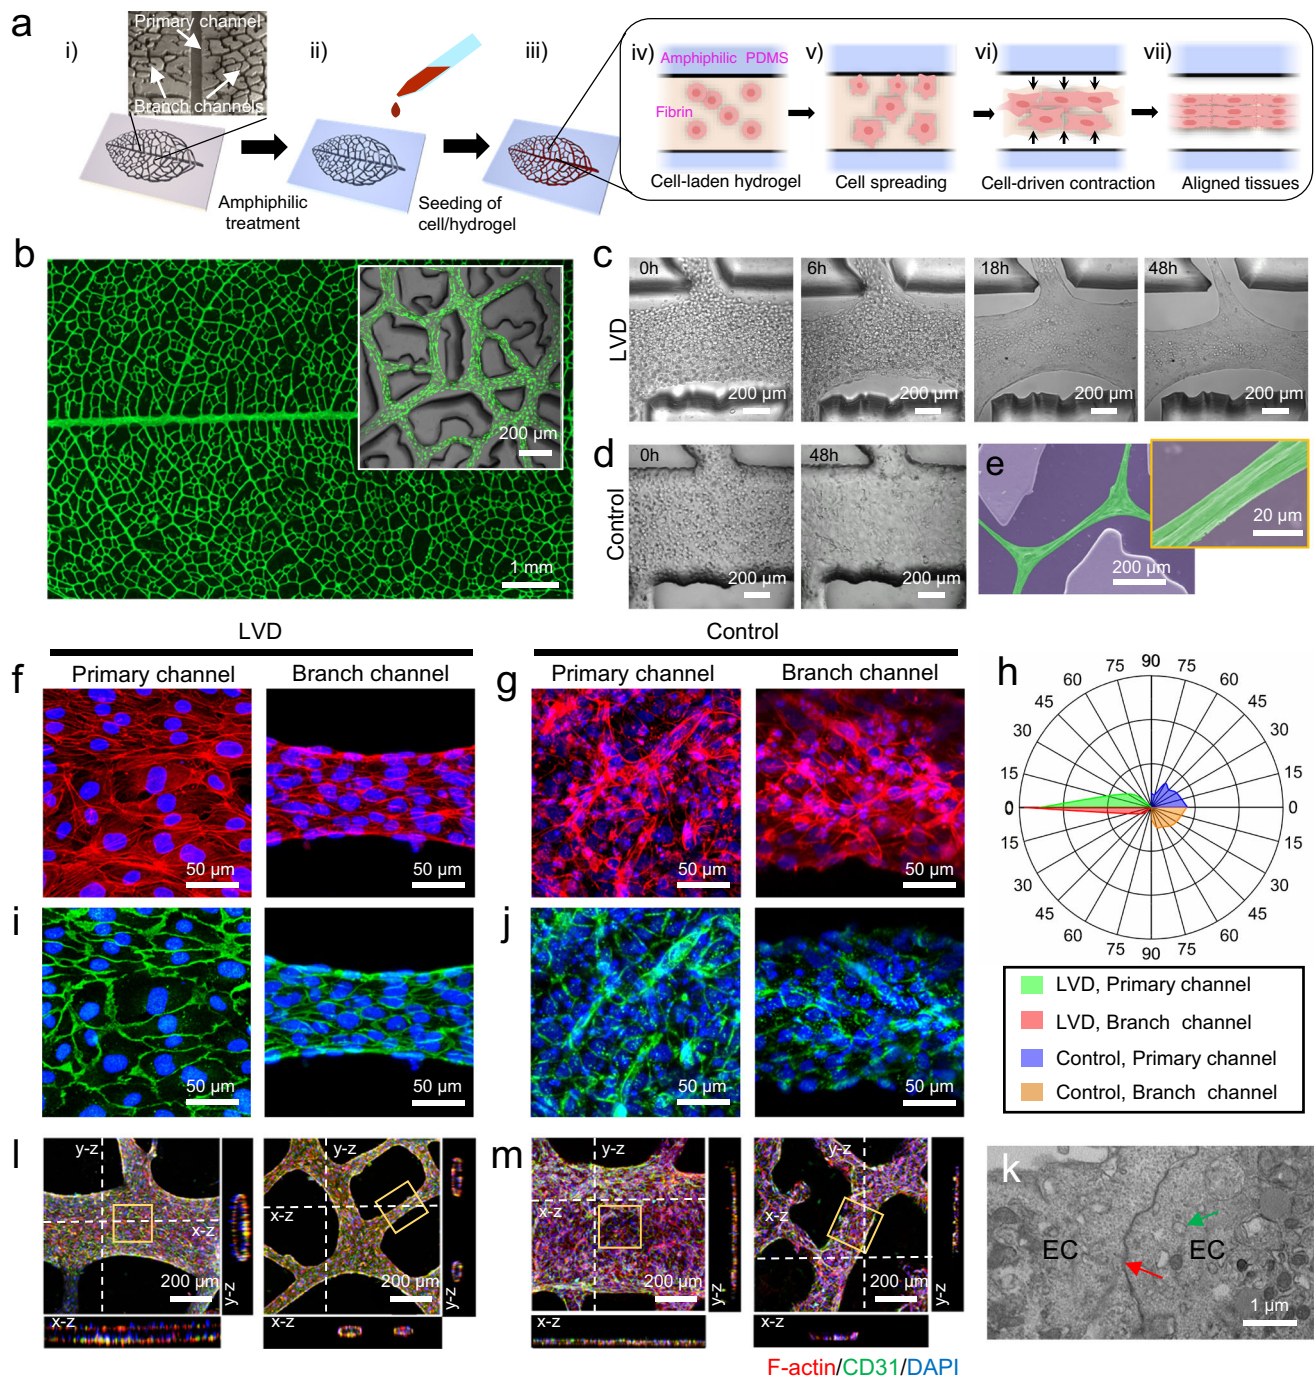 a
i)
Primary channel
Branch channels
ii)
iii)
Amphiphilic
treatment
Seeding of
cell/hydrogel
iv)
Amphiphilic PDMS
Fibrin
Cell-laden hydrogel
v)
Cell spreading
vi)
Cell-driven contraction
vii)
Aligned tissues
b
200 µm
1 mm
c
LVD
0h
200 µm
6h
200 µm
18h
200 µm
48h
200 µm
d
Control
0h
200 µm
48h
200 µm
e
20 µm
200 µm
LVD
Control
f
Primary channel
Branch channel
50 µm
50 µm
g
Primary channel
Branch channel
50 µm
50 µm
h
90
75
75
60
60
45
45
30
30
15
15
0
0
15
15
30
30
45
45
60
60
75
75
90
LVD, Primary channel
LVD, Branch channel
Control, Primary channel
Control, Branch channel
i
50 µm
50 µm
j
50 µm
50 µm
l
y-z
x-z
200 µm
y-z
x-z
y-z
x-z
200 µm
y-z
x-z
m
y-z
x-z
200 µm
y-z
x-z
y-z
x-z
200 µm
y-z
x-z
F-actin/CD31/DAPI
k
EC
EC
1 µm